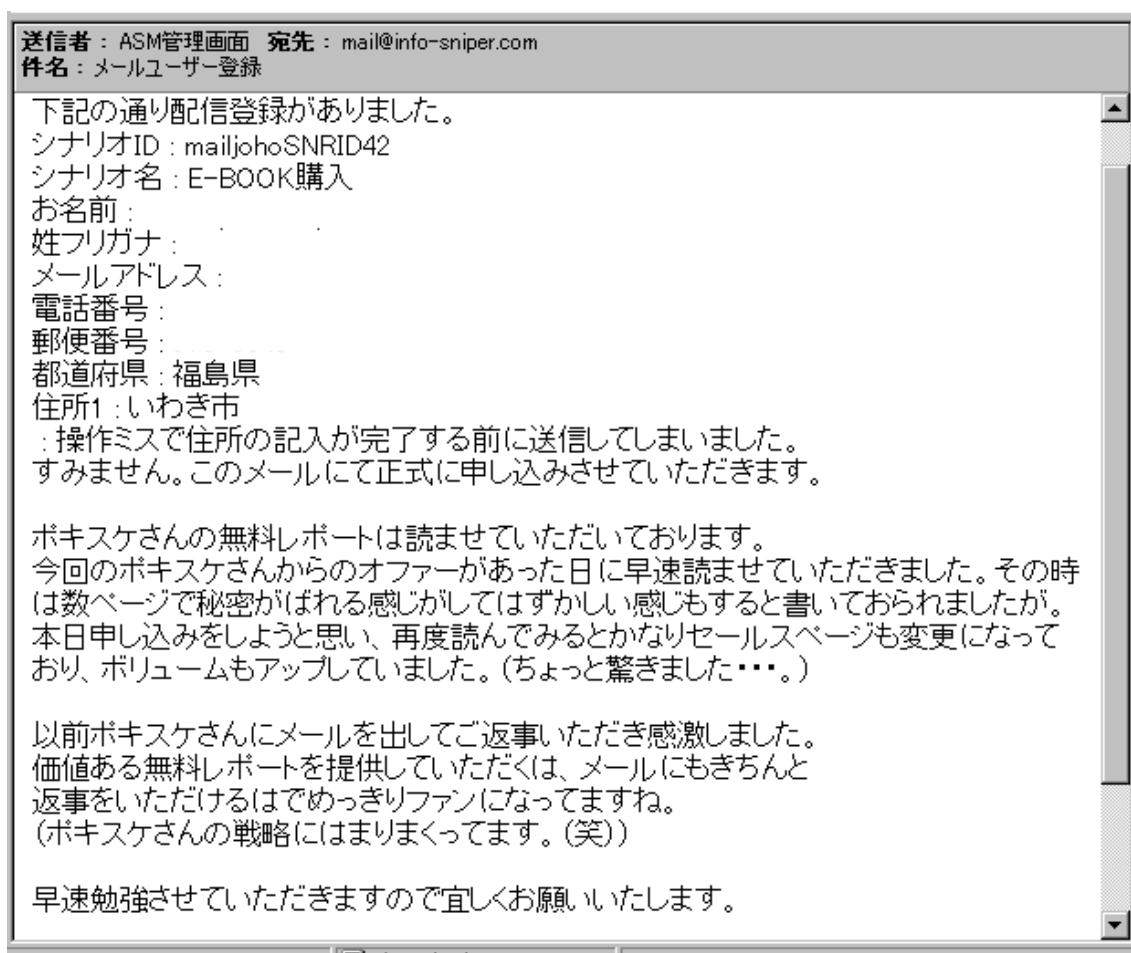 送信者： ASM管理画面 宛先： mail@info-sniper.com
件名：メールユーザー登録
下記の通り配信登録がありました。
シナリオID : mailjohoSNRID42
シナリオ名 : E-BOOK購入
お名前 :
姓フリガナ :
メールアドレス :
電話番号 :
郵便番号 :
都道府県 : 福島県
住所1 : いわき市
: 操作ミスで住所の記入が完了する前に送信してしまいました。
すみません。このメールにて正式に申し込みさせていただきます。
ポキスケさんの無料レポートは読ませていただいております。
今回のポキスケさんからのオファーがあった日に早速読ませていただきました。その時
は数ページで秘密がばれる感じがしてはずかしい感じもすると書いておられましたが。
本日申し込みをしようと思い、再度読んでみるとかなりセールスページも変更になって
おり、ボリュームもアップしていました。（ちょっと驚きました・・・。）
以前ポキスケさんにメールを出してご返事いただき感激しました。
価値ある無料レポートを提供していただくは、メールにもきちんと
返事をいただけるはでめっきりファンになってますね。
（ポキスケさんの戦略にはまりまくってます。（笑））
早速勉強させていただきますので宜しくお願いいたします。